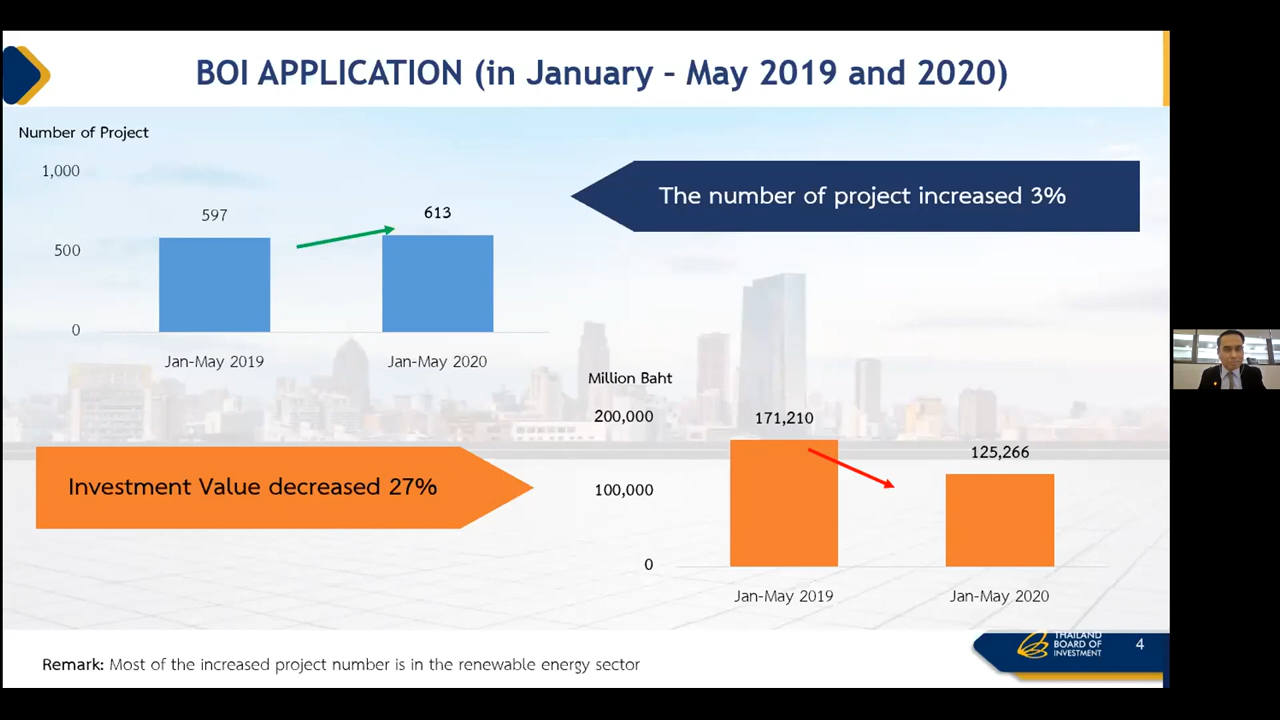 BOI APPLICATION (in January – May 2019 and 2020)
Number of Project
1,000
500
0
597
613
Jan-May 2019
Jan-May 2020
The number of project increased 3%
Investment Value decreased 27%
Million Baht
200,000
100,000
0
171,210
125,266
Jan-May 2019
Jan-May 2020
Remark: Most of the increased project number is in the renewable energy sector
THAILAND
BOARD OF
INVESTMENT
4